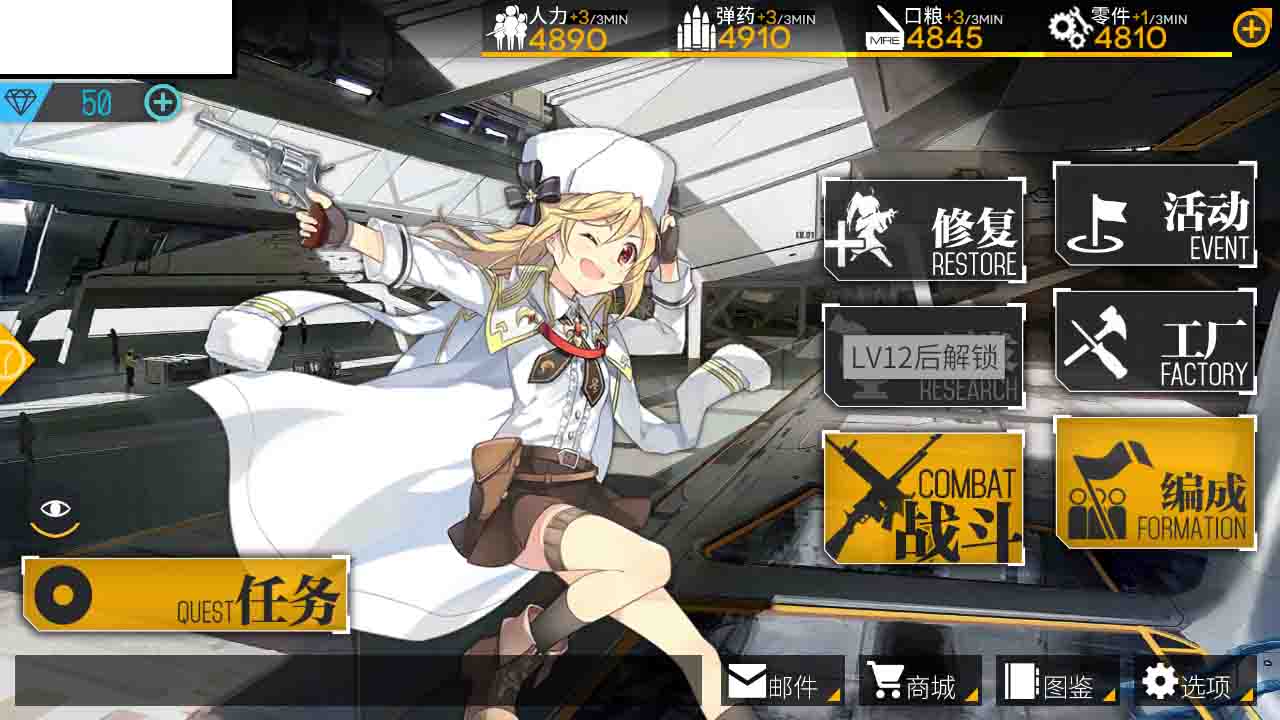 人力+3/3MIN
4890
弹药+3/3MIN
4910
MRE
口粮+3/3MIN
4845
零件+1/3MIN
4810
50
修复
RESTORE
活动
EVENT
LV12后解锁
RESEARCH
工厂
FACTORY
COMBAT
战斗
编成
FORMATION
QUEST任务
邮件
商城
图鉴
选项